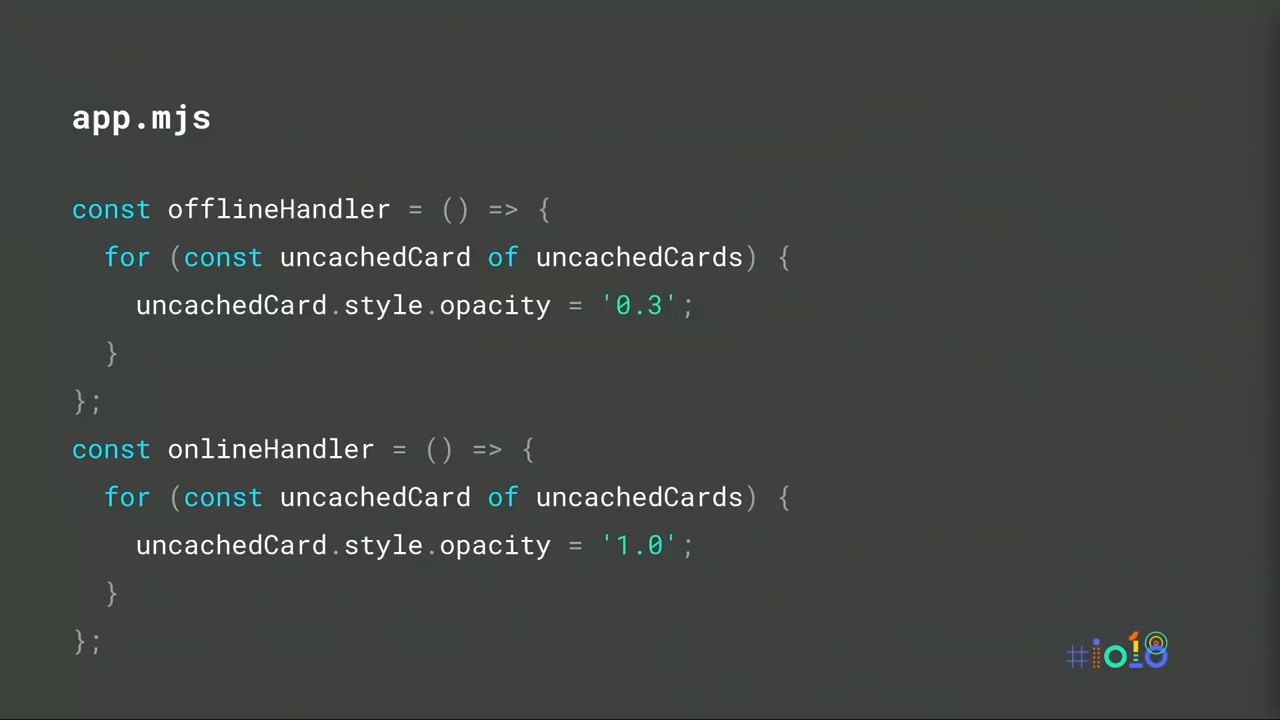 app.mjs
const offlineHandler = () => {
  for (const uncachedCard of uncachedCards) {
    uncachedCard.style.opacity = '0.3';
  }
};
const onlineHandler = () => {
  for (const uncachedCard of uncachedCards) {
    uncachedCard.style.opacity = '1.0';
  }
};
#io18